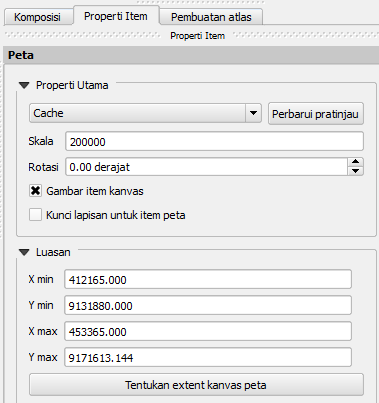 Komposisi Properti Item Pembuatan atlas
Properti Item
Peta
Properti Utama
Cache Perbarui pratinjau
Skala 200000
Rotasi 0.00 derajat
Gambar item kanvas
Kunci lapisan untuk item peta
Luasan
X min 412165.000
Y min 9131880.000
X max 453365.000
Y max 9171613.144
Tentukan extent kanvas peta